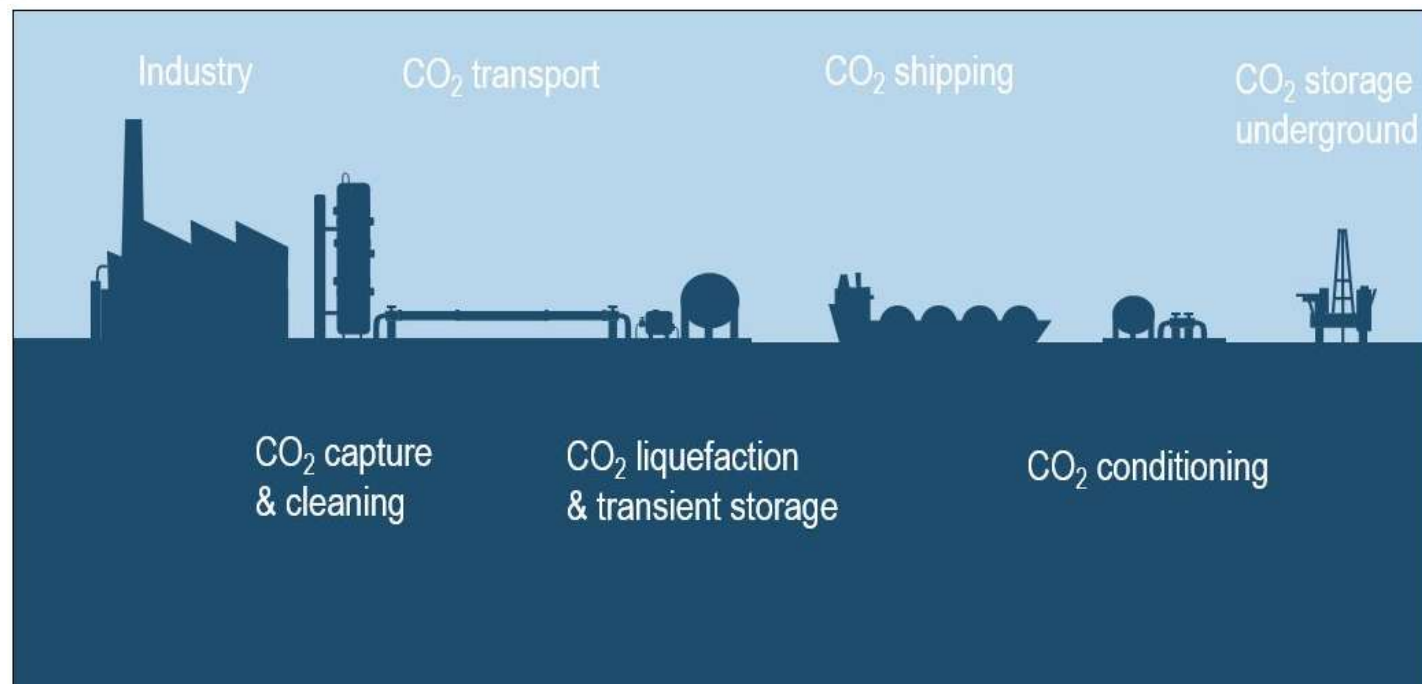 Industry
CO₂ transport
CO₂ shipping
CO₂ storage
underground
CO₂ capture
& cleaning
CO₂ liquefaction
& transient storage
CO₂ conditioning